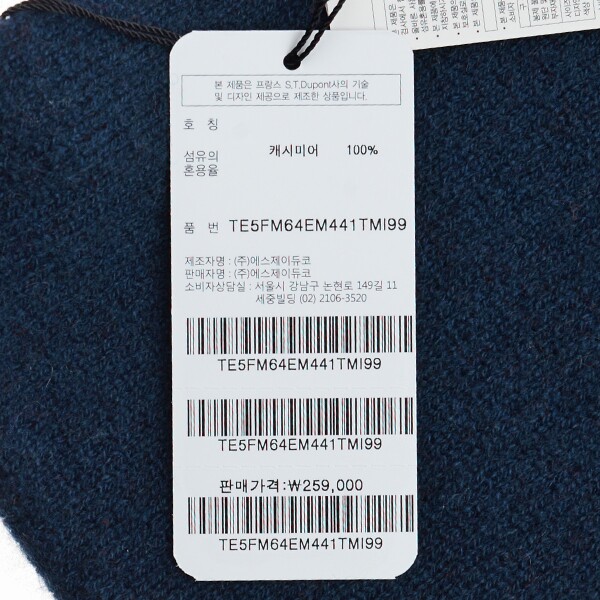 본 제품은 프랑스 S.T.Dupont사의 기술
및 디자인 제공으로 제조한 상품입니다.
호 칭
섬유의 캐시미어 100%
혼용율
품 번 TE5FM64EM441TMI99
제조자명 : (주)에스제이듀코
판매자명 : (주)에스제이듀코
소비자상담실 : 서울시 강남구 논현로 149길 11
세중빌딩 (02) 2106-3520
TE5FM64EM441TMI99
TE5FM64EM441TMI99
판매가격:₩259,000
TE5FM64EM441TMI99